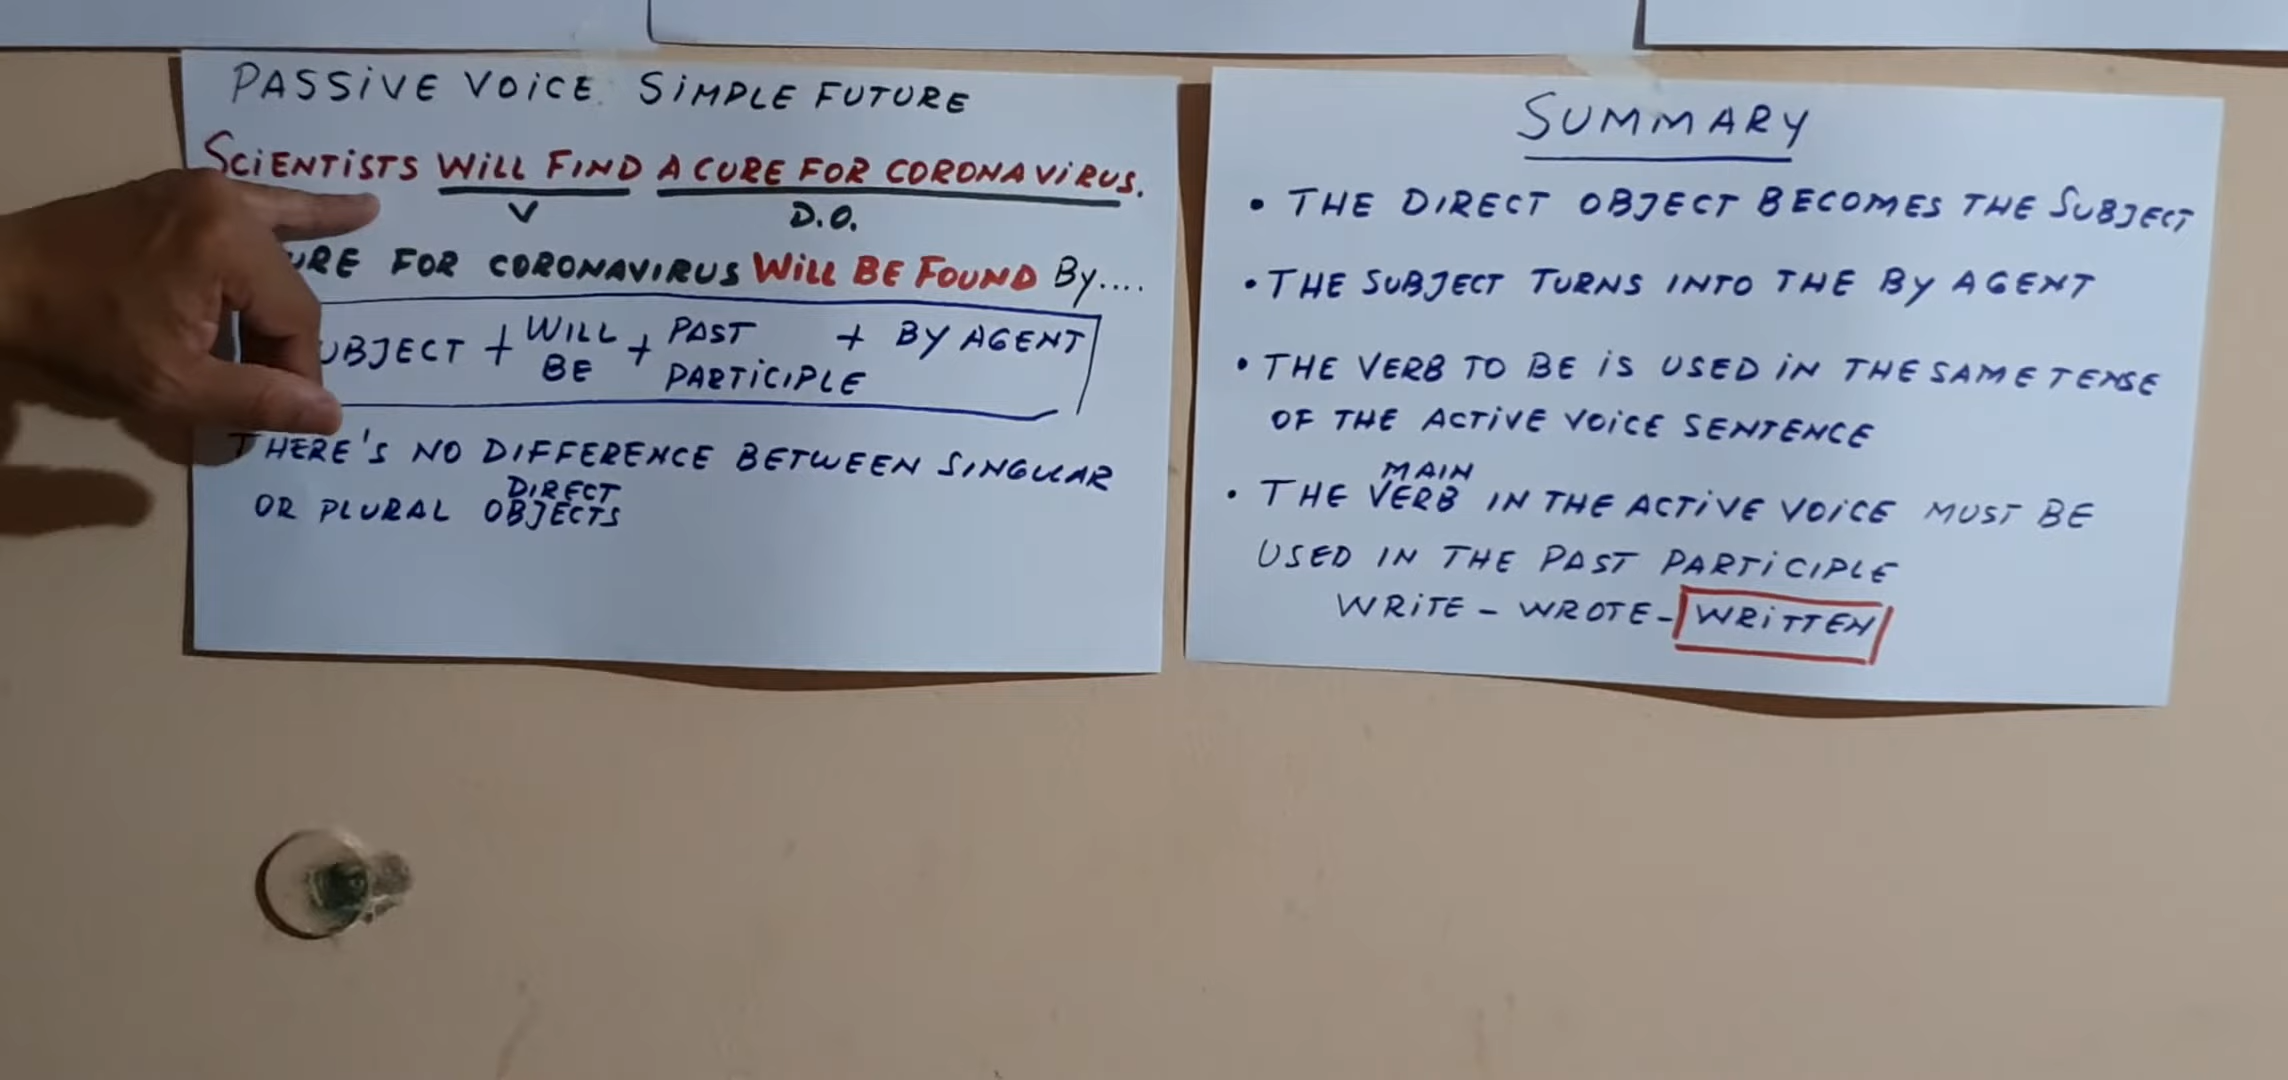 PASSIVE VOICE: SIMPLE FUTURE
SCIENTISTS WILL FIND A CURE FOR CORONAVIRUS.
V D.O.
FOR CORONAVIRUS WILL BE FOUND BY....
+ WILL BE + PAST PARTICIPLE + BY AGENT
THERE'S NO DIFFERENCE BETWEEN SINGULAR
OR PLURAL DIRECT OBJECTS
SUMMARY
• THE DIRECT OBJECT BECOMES THE SUBJECT
• THE SUBJECT TURNS INTO THE BY AGENT
• THE VERB TO BE IS USED IN THE SAME TENSE
OF THE ACTIVE VOICE SENTENCE
• THE MAIN VERB IN THE ACTIVE VOICE MUST BE
USED IN THE PAST PARTICIPLE
WRITE - WROTE - WRITTEN